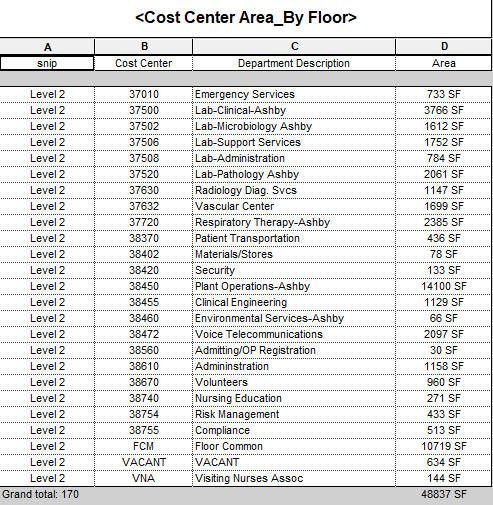 <Cost Center Area_By Floor>
A B C D
snip Cost Center Department Description Area
Level 2 37010 Emergency Services 733 SF
Level 2 37500 Lab-Clinical-Ashby 3766 SF
Level 2 37502 Lab-Microbiology Ashby 1612 SF
Level 2 37506 Lab-Support Services 1752 SF
Level 2 37508 Lab-Administration 784 SF
Level 2 37520 Lab-Pathology Ashby 2061 SF
Level 2 37630 Radiology Diag. Svcs 1147 SF
Level 2 37632 Vascular Center 1699 SF
Level 2 37720 Respiratory Therapy-Ashby 2385 SF
Level 2 38370 Patient Transportation 436 SF
Level 2 38402 Materials/Stores 78 SF
Level 2 38420 Security 133 SF
Level 2 38450 Plant Operations-Ashby 14100 SF
Level 2 38455 Clinical Engineering 1129 SF
Level 2 38460 Environmental Services-Ashby 66 SF
Level 2 38472 Voice Telecommunications 2097 SF
Level 2 38560 Admitting/OP Registration 30 SF
Level 2 38610 Admininstration 1158 SF
Level 2 38670 Volunteers 960 SF
Level 2 38740 Nursing Education 271 SF
Level 2 38754 Risk Management 433 SF
Level 2 38755 Compliance 513 SF
Level 2 FCM Floor Common 10719 SF
Level 2 VACANT VACANT 634 SF
Level 2 VNA Visiting Nurses Assoc 144 SF
Grand total: 170 48837 SF